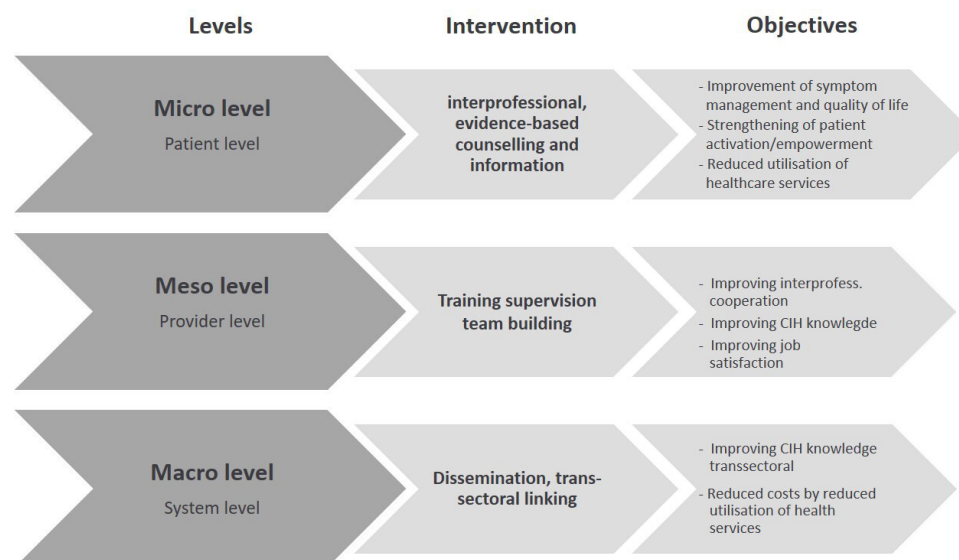 Levels
Intervention
Objectives
Micro level
Patient level
interprofessional,
evidence-based
counselling and
information
- Improvement of symptom
management and quality of life
- Strengthening of patient
activation/empowerment
- Reduced utilisation of
healthcare services
Meso level
Provider level
Training supervision
team building
- Improving interprofess.
cooperation
- Improving CIH knowlegde
- Improving job
satisfaction
Macro level
System level
Dissemination, trans-
sectoral linking
- Improving CIH knowledge
transsectoral
- Reduced costs by reduced
utilisation of health
services